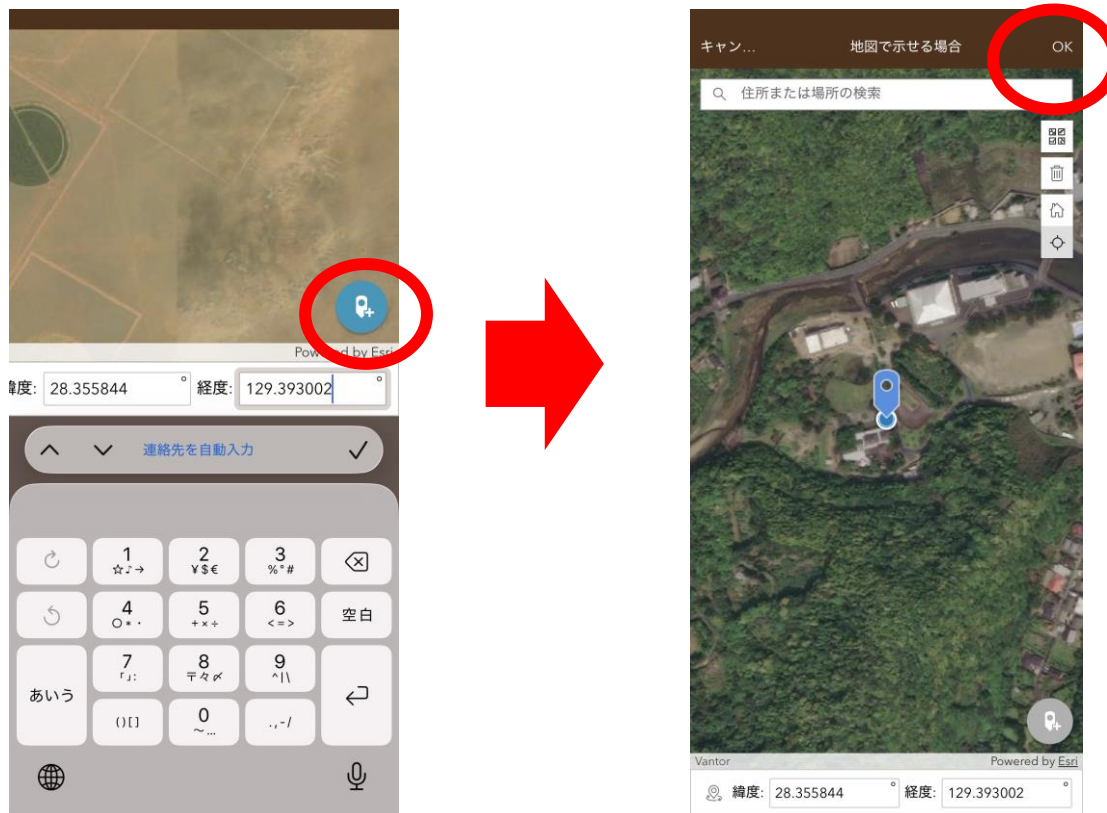 Powered by Esri
緯度: 28.355844 ° 経度: 129.393002 °
連絡先を自動入力
1 2 3
☆♪→ ¥$€ %°#
4 5 6 空白
○*・ +×÷ <=>
7 8 9
「」: 〒々〆 ^|\
あいう
()[] 0 .,-/
~…
キャン... 地図で示せる場合 OK
住所または場所の検索
Vantor Powered by Esri
緯度: 28.355844 ° 経度: 129.393002 °